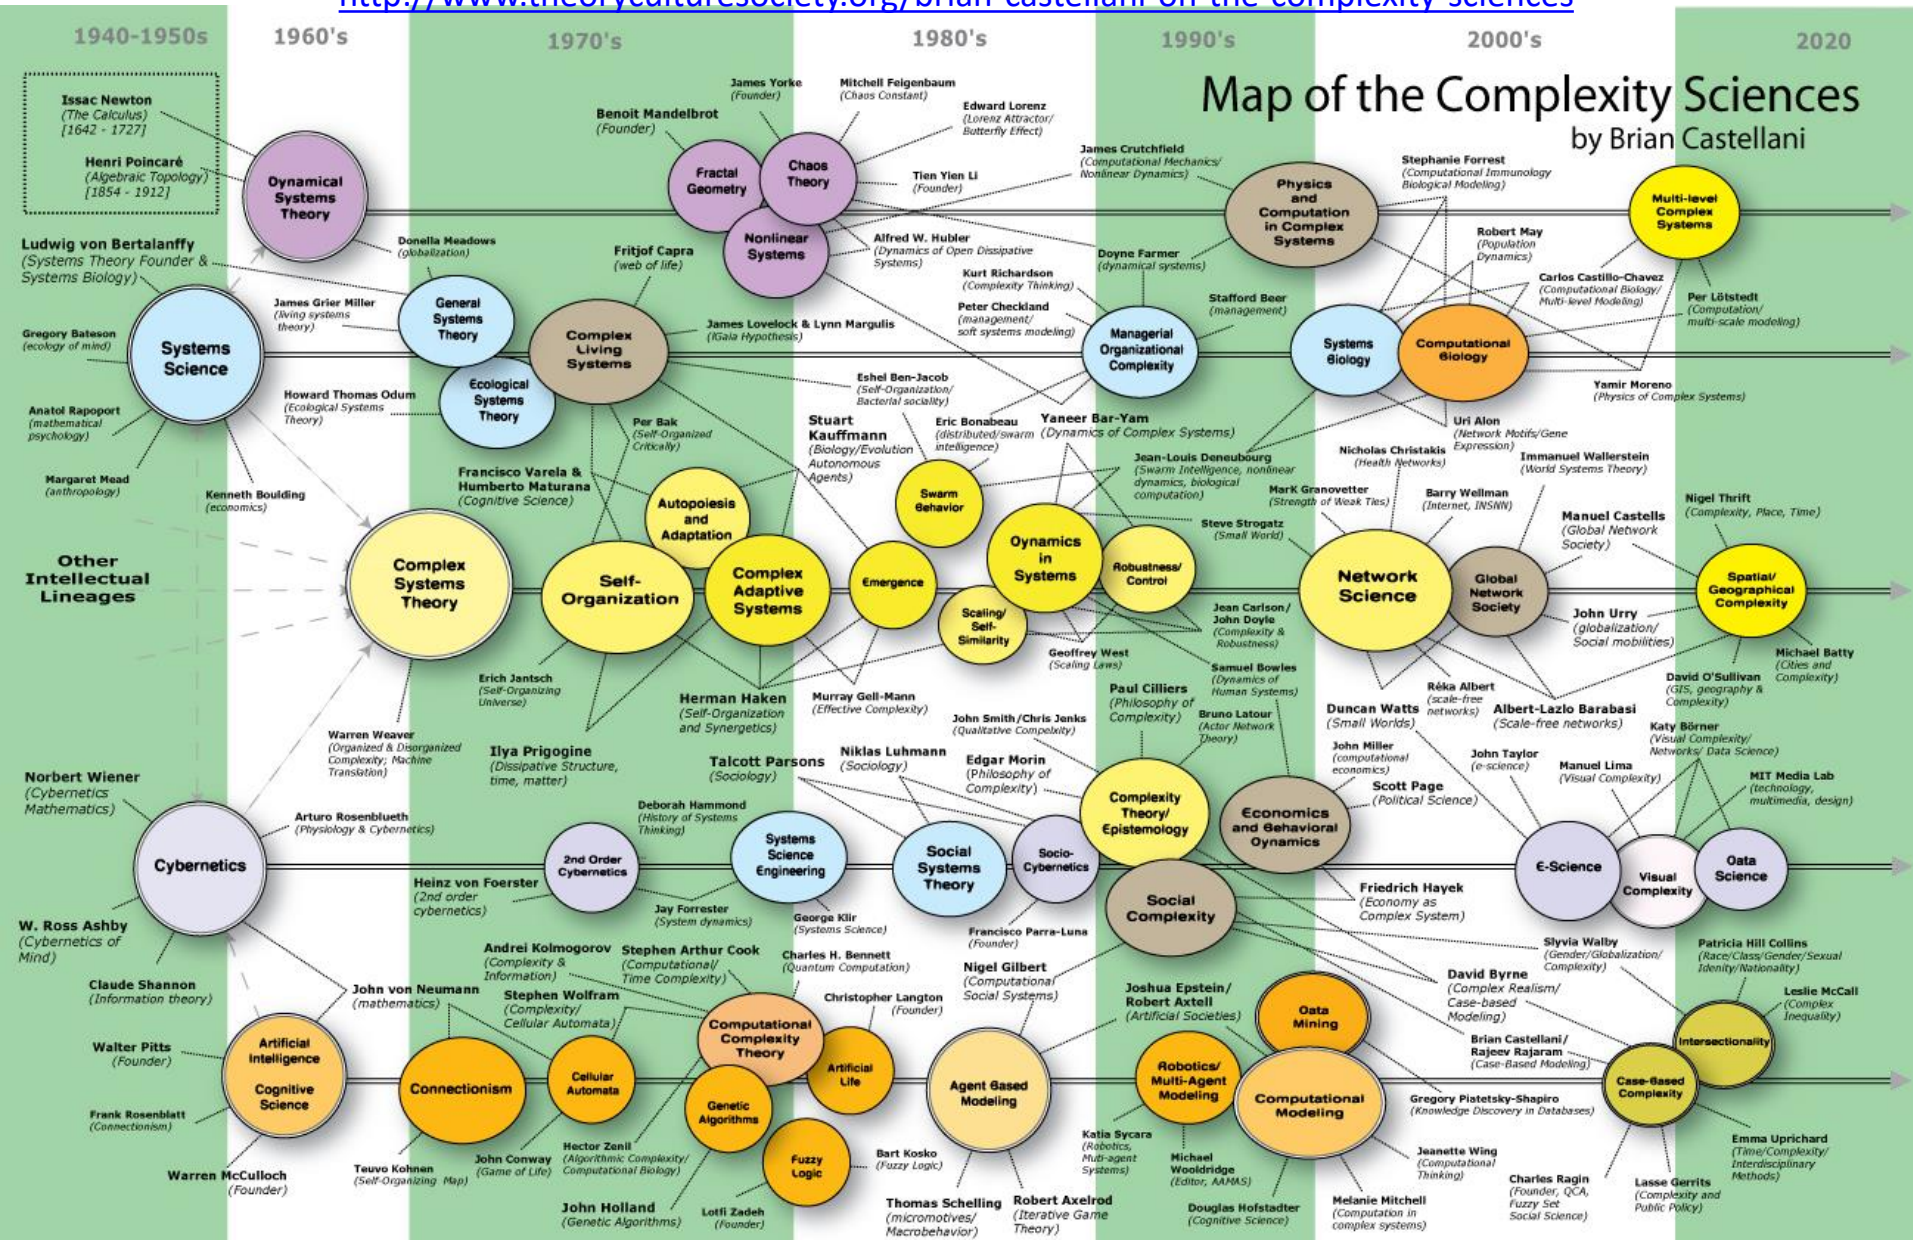 http://www.theoryculturesociety.org/brian-castellani-on-the-complexity-sciences
1940-1950s
1960's
1970's
1980's
1990's
2000's
2020
Map of the Complexity Sciences
by Brian Castellani
Issac Newton
(The Calculus)
[1642 - 1727]
Henri Poincaré
(Algebraic Topology)
[1854 - 1912]
Dynamical
Systems
Theory
Benoit Mandelbrot
(Founder)
James Yorke
(Founder)
Mitchell Feigenbaum
(Chaos Constant)
Edward Lorenz
(Lorenz Attractor/
Butterfly Effect)
Fractal
Geometry
Chaos
Theory
Tien Yien Li
(Founder)
Nonlinear
Systems
Alfred W. Hubler
(Dynamics of Open Dissipative
Systems)
James Crutchfield
(Computational Mechanics/
Nonlinear Dynamics)
Physics
and
Computation
in Complex
Systems
Stephanie Forrest
(Computational Immunology
Biological Modeling)
Multi-level
Complex
Systems
Robert May
(Population
Dynamics)
Carlos Castillo-Chavez
(Computational Biology/
Multi-level Modeling)
Per Lötstedt
(Computation/
multi-scale modeling)
Ludwig von Bertalanffy
(Systems Theory Founder &
Systems Biology)
Donella Meadows
(globalization)
Fritjof Capra
(web of life)
Doyne Farmer
(dynamical systems)
Kurt Richardson
(Complexity Thinking)
Peter Checkland
(management/
soft systems modeling)
Stafford Beer
(management)
James Grier Miller
(living systems
theory)
Gregory Bateson
(ecology of mind)
Systems
Science
General
Systems
Theory
Complex
Living
Systems
James Lovelock & Lynn Margulis
(IGaia Hypothesis)
Managerial
Organizational
Complexity
Systems
Biology
Computational
Biology
Ecological
Systems
Theory
Howard Thomas Odum
(Ecological Systems
Theory)
Anatol Rapoport
(mathematical
psychology)
Margaret Mead
(anthropology)
Kenneth Boulding
(economics)
Per Bak
(Self-Organized
Critically)
Eshel Ben-Jacob
(Self-Organization/
Bacterial sociality)
Stuart
Kauffmann
(Biology/Evolution
Autonomous
Agents)
Eric Bonabeau
(distributed/swarm
intelligence)
Yaneer Bar-Yam
(Dynamics of Complex Systems)
Yamir Moreno
(Physics of Complex Systems)
Uri Alon
(Network Motifs/Gene
Expression)
Jean-Louis Deneubourg
(Swarm Intelligence, nonlinear
dynamics, biological
computation)
Nicholas Christakis
(Health Networks)
Immanuel Wallerstein
(World Systems Theory)
Francisco Varela &
Humberto Maturana
(Cognitive Science)
Autopoiesis
and
Adaptation
Swarm
Behavior
Mark Granovetter
(Strength of Weak Ties)
Barry Wellman
(Internet, INSNN)
Manuel Castells
(Global Network
Society)
Nigel Thrift
(Complexity, Place, Time)
Steve Strogatz
(Small World)
Other
Intellectual
Lineages
Complex
Systems
Theory
Self-
Organization
Complex
Adaptive
Systems
Emergence
Dynamics
in
Systems
Robustness/
Control
Network
Science
Global
Network
Society
Spatial/
Geographical
Complexity
Scaling/
Self-
Similarity
Jean Carlson/
John Doyle
(Complexity &
Robustness)
John Urry
(globalization/
Social mobilities)
Geoffrey West
(Scaling Laws)
Michael Batty
(Cities and
Complexity)
Erich Jantsch
(Self-Organizing
Universe)
Herman Haken
(Self-Organization
and Synergetics)
Murray Gell-Mann
(Effective Complexity)
Samuel Bowles
(Dynamics of
Human Systems)
Paul Cilliers
(Philosophy of
Complexity)
Réka Albert
(scale-free
networks)
David O'Sullivan
(GIS, geography &
Complexity)
Duncan Watts
(Small Worlds)
Albert-Lazlo Barabasi
(Scale-free networks)
Warren Weaver
(Organized & Disorganized
Complexity; Machine
Translation)
Ilya Prigogine
(Dissipative Structure,
time, matter)
John Smith/Chris Jenks
(Qualitative Compelxity)
Bruno Latour
(Actor Network
Theory)
Katy Börner
(Visual Complexity/
Networks/ Data Science)
Talcott Parsons
(Sociology)
Niklas Luhmann
(Sociology)
Edgar Morin
(Philosophy of
Complexity)
John Miller
(computational
economics)
John Taylor
(e-science)
Manuel Lima
(Visual Complexity)
MIT Media Lab
(technology,
multimedia, design)
Norbert Wiener
(Cybernetics
Mathematics)
Scott Page
(Political Science)
Arturo Rosenblueth
(Physiology & Cybernetics)
Deborah Hammond
(History of Systems
Thinking)
Complexity
Theory/
Epistemology
Economics
and Behavioral
Dynamics
Cybernetics
2nd Order
Cybernetics
Systems
Science
Engineering
Social
Systems
Theory
Socio-
Cybernetics
E-Science
Visual
Complexity
Data
Science
Heinz von Foerster
(2nd order
cybernetics)
Jay Forrester
(System dynamics)
George Klir
(Systems Science)
Social
Complexity
Friedrich Hayek
(Economy as
Complex System)
Francisco Parra-Luna
(Founder)
W. Ross Ashby
(Cybernetics of
Mind)
Claude Shannon
(Information theory)
John von Neumann
(mathematics)
Andrei Kolmogorov
(Complexity &
Information)
Stephen Arthur Cook
(Computational/
Time Complexity)
Charles H. Bennett
(Quantum Computation)
Nigel Gilbert
(Computational
Social Systems)
Slyvia Walby
(Gender/Globalization/
Complexity)
Patricia Hill Collins
(Race/Class/Gender/Sexual
Idenity/Nationality)
David Byrne
(Complex Realism/
Case-based
Modeling)
Stephen Wolfram
(Complexity/
Cellular Automata)
Christopher Langton
(Founder)
Joshua Epstein/
Robert Axtell
(Artificial Societies)
Leslie McCall
(Complex
Inequality)
Data
Mining
Walter Pitts
(Founder)
Artificial
Intelligence
Cognitive
Science
Connectionism
Cellular
Automata
Computational
Complexity
Theory
Artificial
Life
Agent Based
Modeling
Robotics/
Multi-Agent
Modeling
Computational
Modeling
Brian Castellani/
Rajeev Rajaram
(Case-Based Modeling)
Intersectionality
Case-Based
Complexity
Genetic
Algorithms
Gregory Piatetsky-Shapiro
(Knowledge Discovery in Databases)
Frank Rosenblatt
(Connectionism)
Warren McCulloch
(Founder)
Teuvo Kohnen
(Self-Organizing Map)
John Conway
(Game of Life)
Hector Zenil
(Algorithmic Complexity/
Computational Biology)
Fuzzy
Logic
Bart Kosko
(Fuzzy Logic)
Katia Sycara
(Robotics,
Muti-agent
Systems)
Michael
Wooldridge
(Editor, AAMAS)
Jeanette Wing
(Computational
Thinking)
Emma Uprichard
(Time/Complexity/
Interdisciplinary
Methods)
John Holland
(Genetic Algorithms)
Lotfi Zadeh
(Founder)
Thomas Schelling
(micromotives/
Macrobehavior)
Robert Axelrod
(Iterative Game
Theory)
Douglas Hofstadter
(Cognitive Science)
Melanie Mitchell
(Computation in
complex systems)
Charles Ragin
(Founder, QCA,
Fuzzy Set
Social Science)
Lasse Gerrits
(Complexity and
Public Policy)